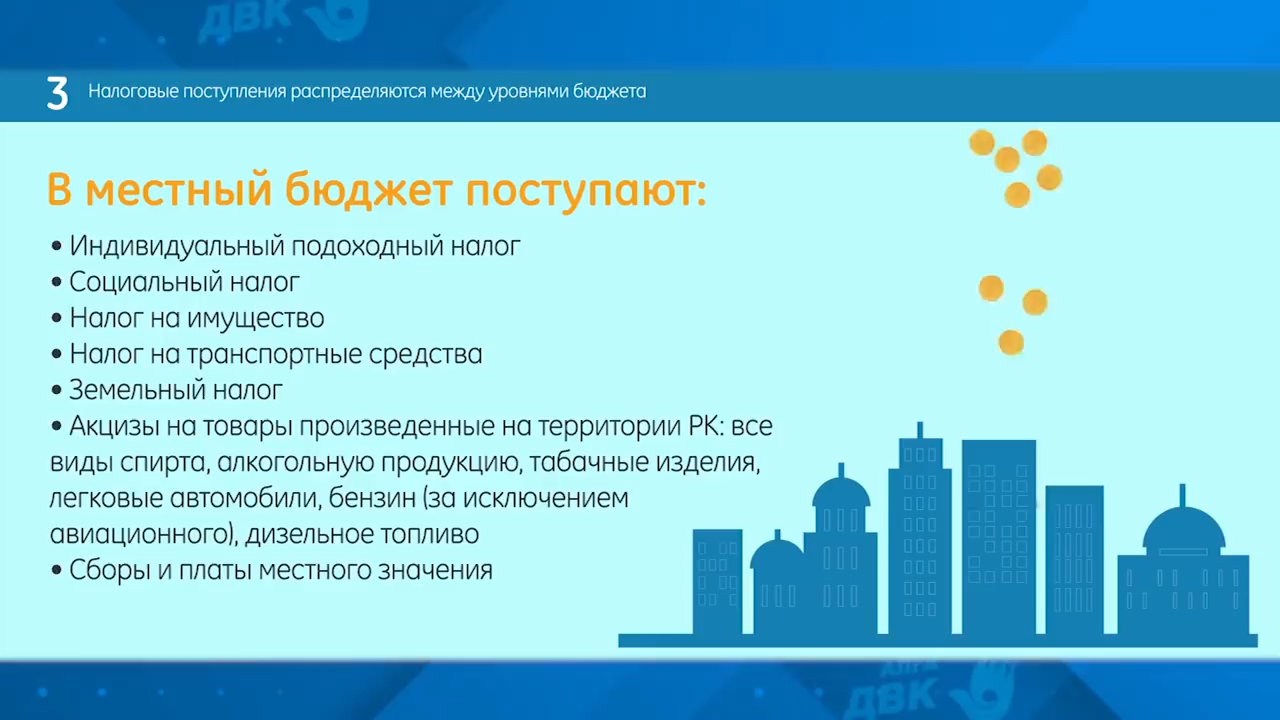 ДВК
3 Налоговые поступления распределяются между уровнями бюджета
В местный бюджет поступают:
• Индивидуальный подоходный налог
• Социальный налог
• Налог на имущество
• Налог на транспортные средства
• Земельный налог
• Акцизы на товары произведенные на территории РК: все
виды спирта, алкогольную продукцию, табачные изделия,
легковые автомобили, бензин (за исключением
авиационного), дизельное топливо
• Сборы и платы местного значения
ДВК